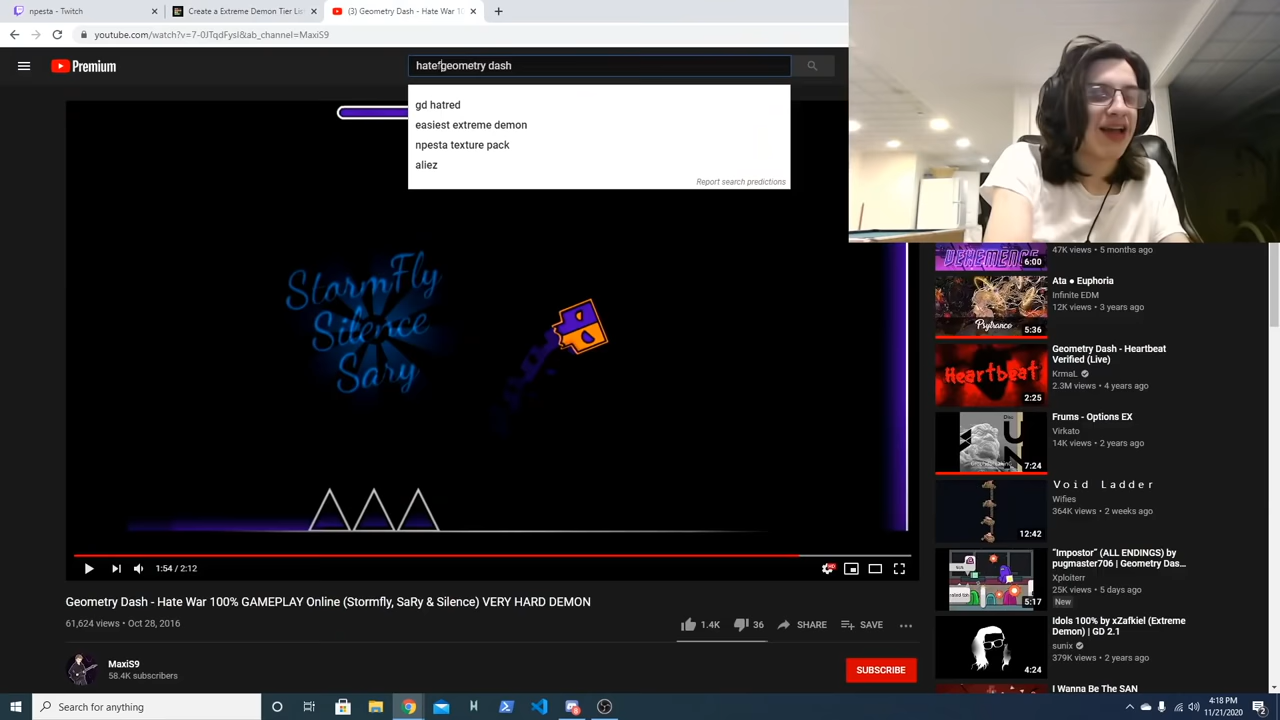 npesta - Twitch
Create a Extreme Demon Tier Lis
(3) Geometry Dash - Hate War 10
youtube.com/watch?v=7-0JTqdFysI&ab_channel=MaxiS9
Premium
hate geometry dash
gd hatred
easiest extreme demon
npesta texture pack
aliez
Report search predictions
StormFly
Silence
Sary
1:54 / 2:12
HD
Geometry Dash - Hate War 100% GAMEPLAY Online (Stormfly, SaRy & Silence) VERY HARD DEMON
61,624 views • Oct 28, 2016
1.4K
36
SHARE
SAVE
MaxiS9
58.4K subscribers
SUBSCRIBE
VEHEMENCE
6:00
47K views • 5 months ago
Psytrance
5:36
Ata ● Euphoria
Infinite EDM
12K views • 3 years ago
Heartbeat
2:25
Geometry Dash - Heartbeat
Verified (Live)
KrmaL
2.3M views • 4 years ago
7:24
Frums - Options EX
Virkato
14K views • 2 years ago
12:42
Void Ladder
Wifies
364K views • 2 weeks ago
5:17
"Impostor" (ALL ENDINGS) by
pugmaster706 | Geometry Das...
Xploiterr
25K views • 5 days ago
New
4:24
Idols 100% by xZafkiel (Extreme
Demon) | GD 2.1
sunix
379K views • 2 years ago
I Wanna Be The SAN
Search for anything
4:18 PM
11/21/2020
2